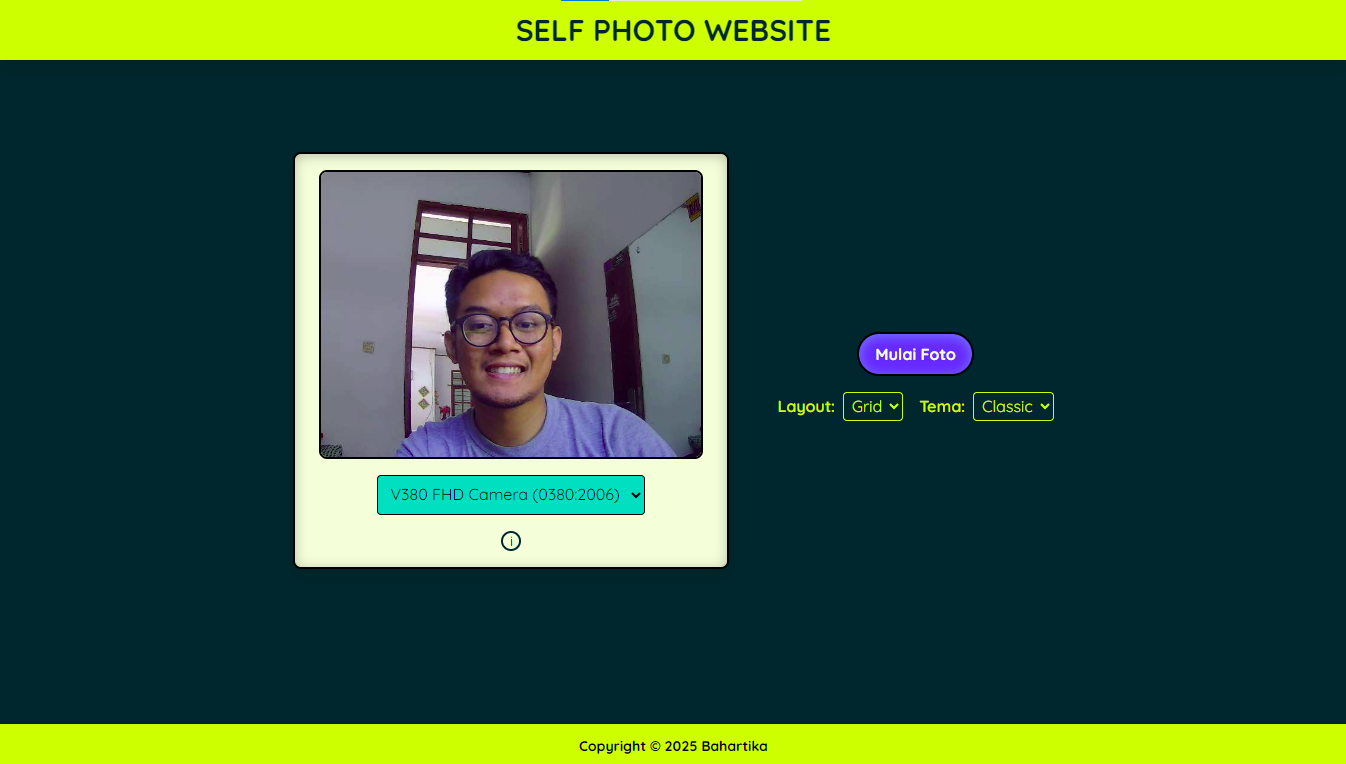 SELF PHOTO WEBSITE
V380 FHD Camera (0380:2006)
i
Mulai Foto
Layout: Grid Tema: Classic
Copyright © 2025 Bahartika